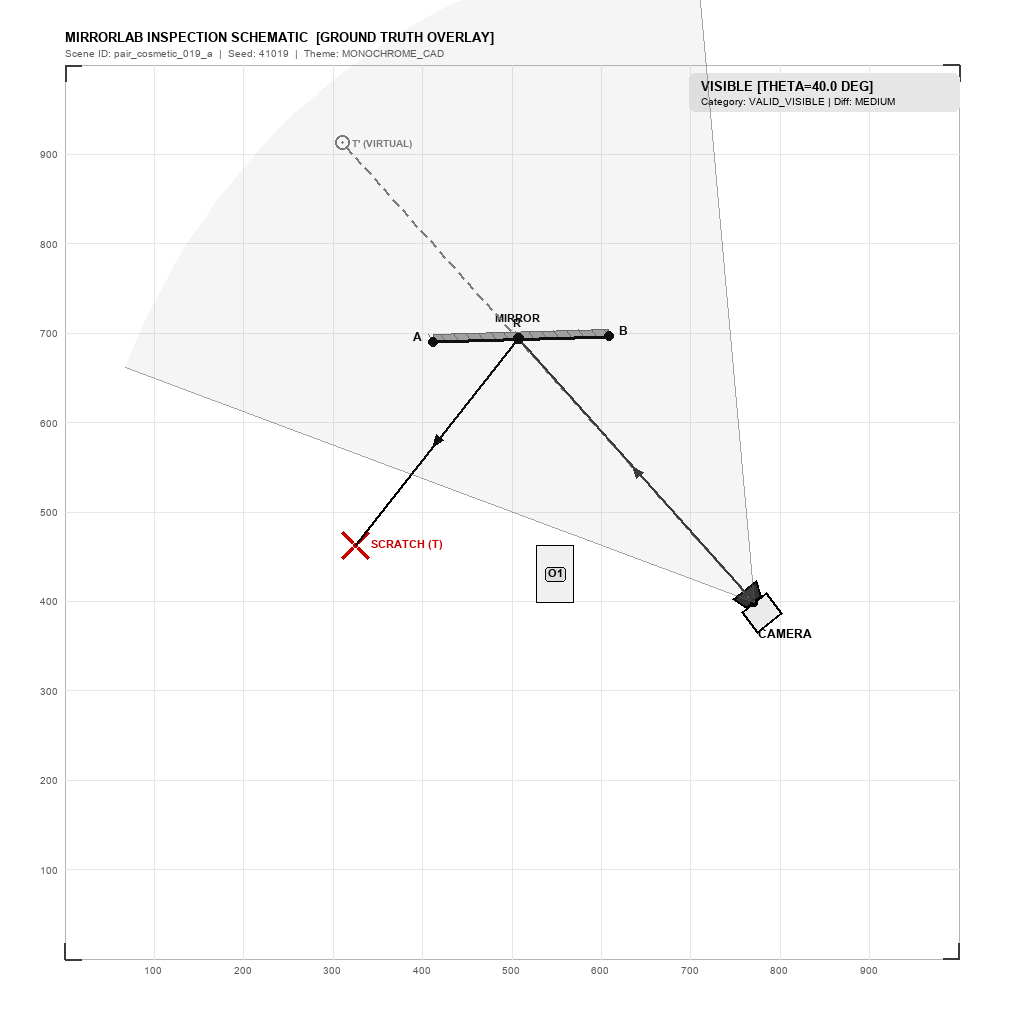 MIRRORLAB INSPECTION SCHEMATIC  [GROUND TRUTH OVERLAY]
Scene ID: pair_cosmetic_019_a  |  Seed: 41019  |  Theme: MONOCHROME_CAD
VISIBLE [THETA=40.0 DEG]
Category: VALID_VISIBLE | Diff: MEDIUM
T' (VIRTUAL)
MIRROR
R
A
B
SCRATCH (T)
O1
CAMERA
900
800
700
600
500
400
300
200
100
100 200 300 400 500 600 700 800 900